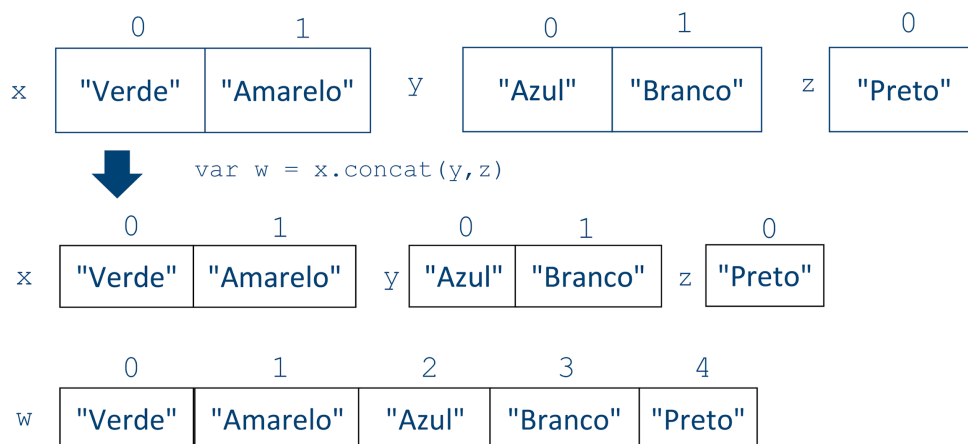 0 1 0 1 0
x "Verde" "Amarelo" y "Azul" "Branco" z "Preto"
var w = x.concat(y,z)
0 1 0 1 0
x "Verde" "Amarelo" y "Azul" "Branco" z "Preto"
0 1 2 3 4
w "Verde" "Amarelo" "Azul" "Branco" "Preto"